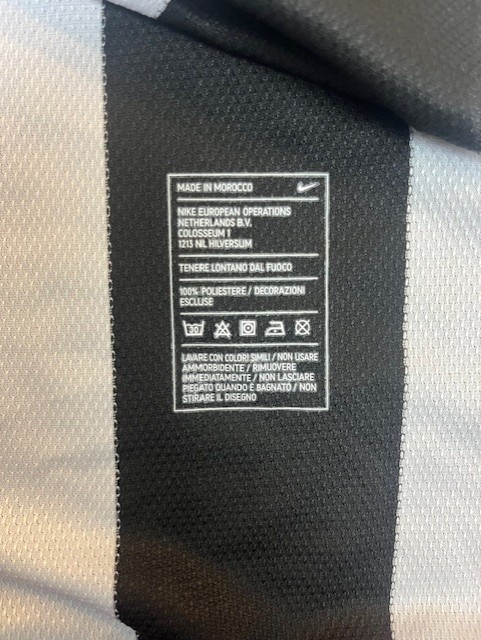 MADE IN MOROCCO
NIKE EUROPEAN OPERATIONS
NETHERLANDS B.V.
COLOSSEUM 1
1213 NL HILVERSUM
TENERE LONTANO DAL FUOCO
100% POLIESTERE / DECORAZIONI
ESCLUSE
30
LAVARE CON COLORI SIMILI / NON USARE
AMMORBIDENTE / RIMUOVERE
IMMEDIATAMENTE / NON LASCIARE
PIEGATO QUANDO È BAGNATO / NON
STIRARE IL DISEGNO